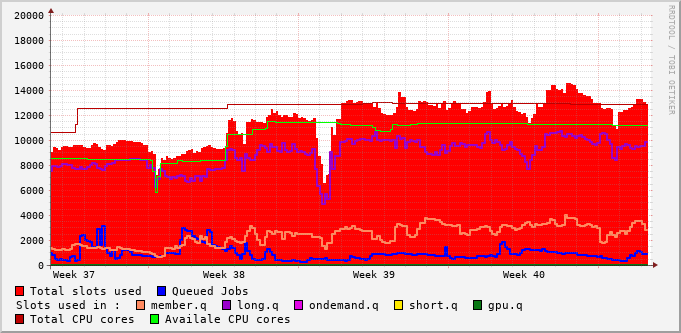 20000
18000
16000
14000
12000
10000
8000
6000
4000
2000
0
Week 37 Week 38 Week 39 Week 40
RRDTOOL / TOBI OETIKER
Total slots used Queued Jobs
Slots used in : member.q long.q ondemand.q short.q gpu.q
Total CPU cores Availale CPU cores